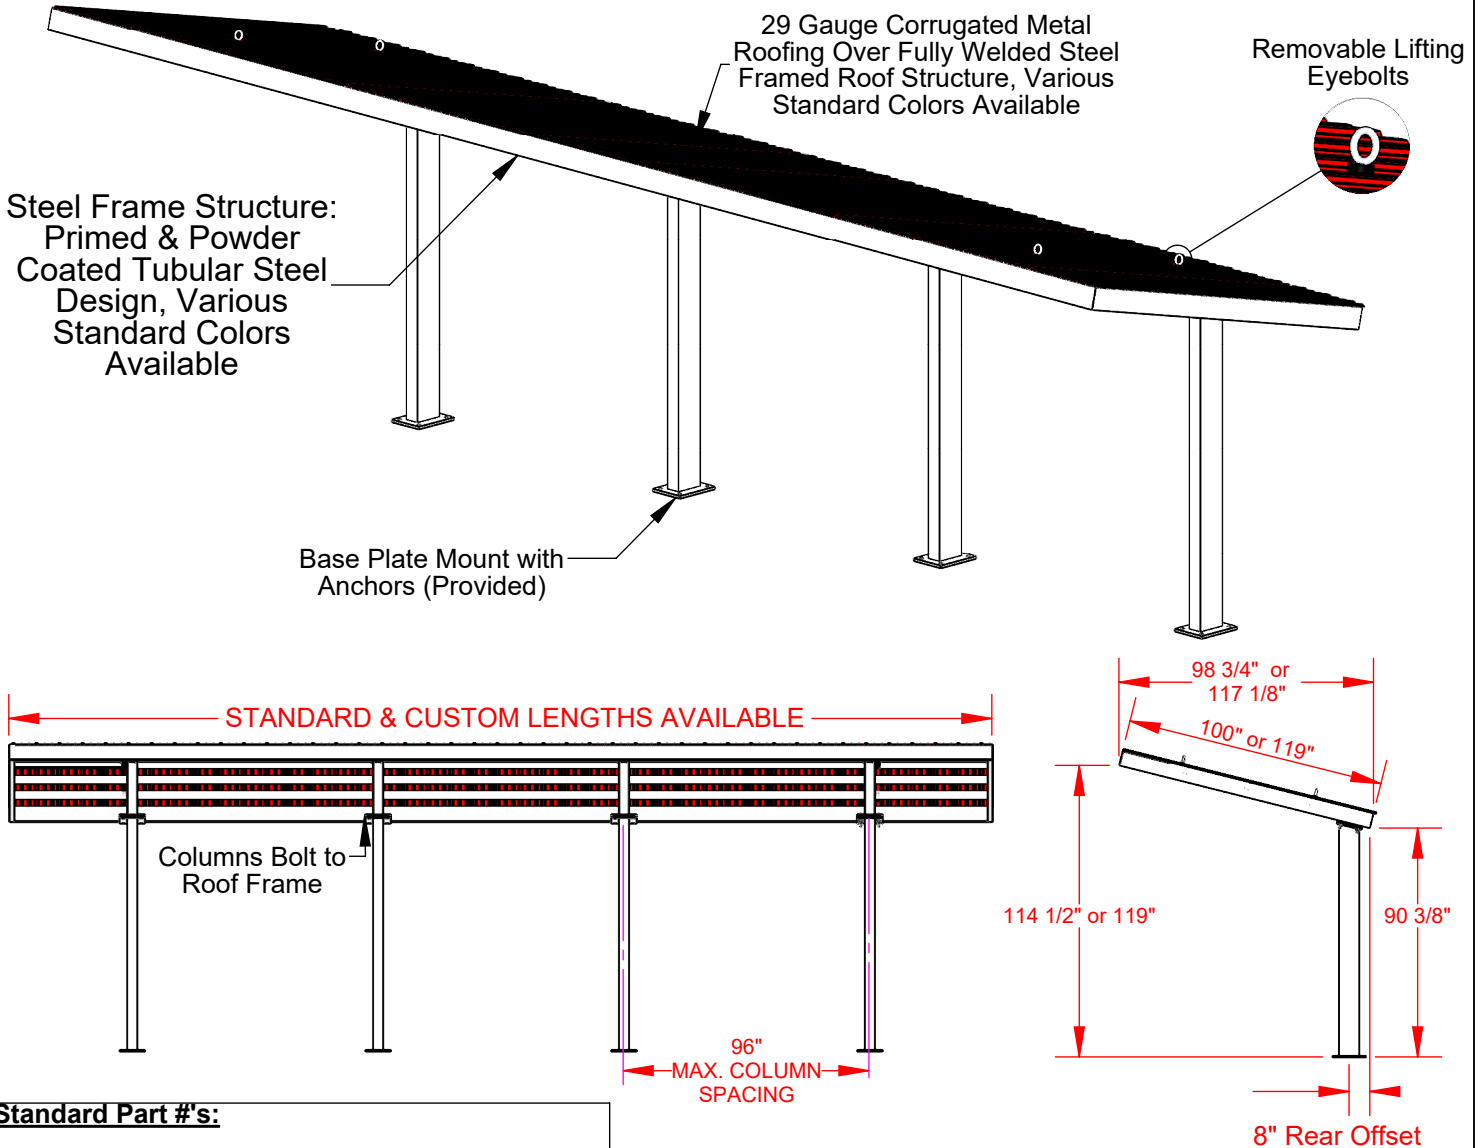 29 Gauge Corrugated Metal
Roofing Over Fully Welded Steel
Framed Roof Structure, Various
Standard Colors Available
Removable Lifting
Eyebolts
Steel Frame Structure:
Primed & Powder
Coated Tubular Steel
Design, Various
Standard Colors
Available
Base Plate Mount with
Anchors (Provided)
STANDARD & CUSTOM LENGTHS AVAILABLE
Columns Bolt to
Roof Frame
96"
MAX. COLUMN
SPACING
98 3/4" or
117 1/8"
100" or 119"
114 1/2" or 119"
90 3/8"
8" Rear Offset
Standard Part #'s: